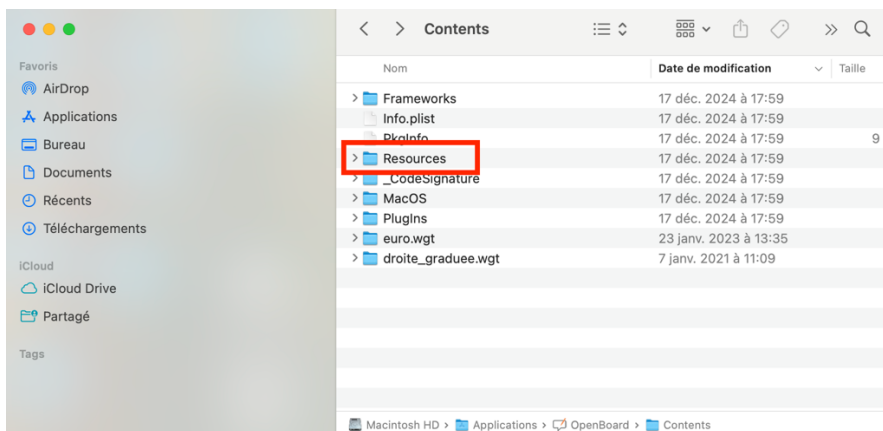 Contents
Favoris
AirDrop
Applications
Bureau
Documents
Récents
Téléchargements
iCloud
iCloud Drive
Partagé
Tags
Nom Date de modification Taille
Frameworks 17 déc. 2024 à 17:59
Info.plist 17 déc. 2024 à 17:59
PkgInfo 17 déc. 2024 à 17:59 9
Resources 17 déc. 2024 à 17:59
_CodeSignature 17 déc. 2024 à 17:59
MacOS 17 déc. 2024 à 17:59
PlugIns 17 déc. 2024 à 17:59
euro.wgt 23 janv. 2023 à 13:35
droite_graduee.wgt 7 janv. 2021 à 11:09
Macintosh HD › Applications › OpenBoard › Contents